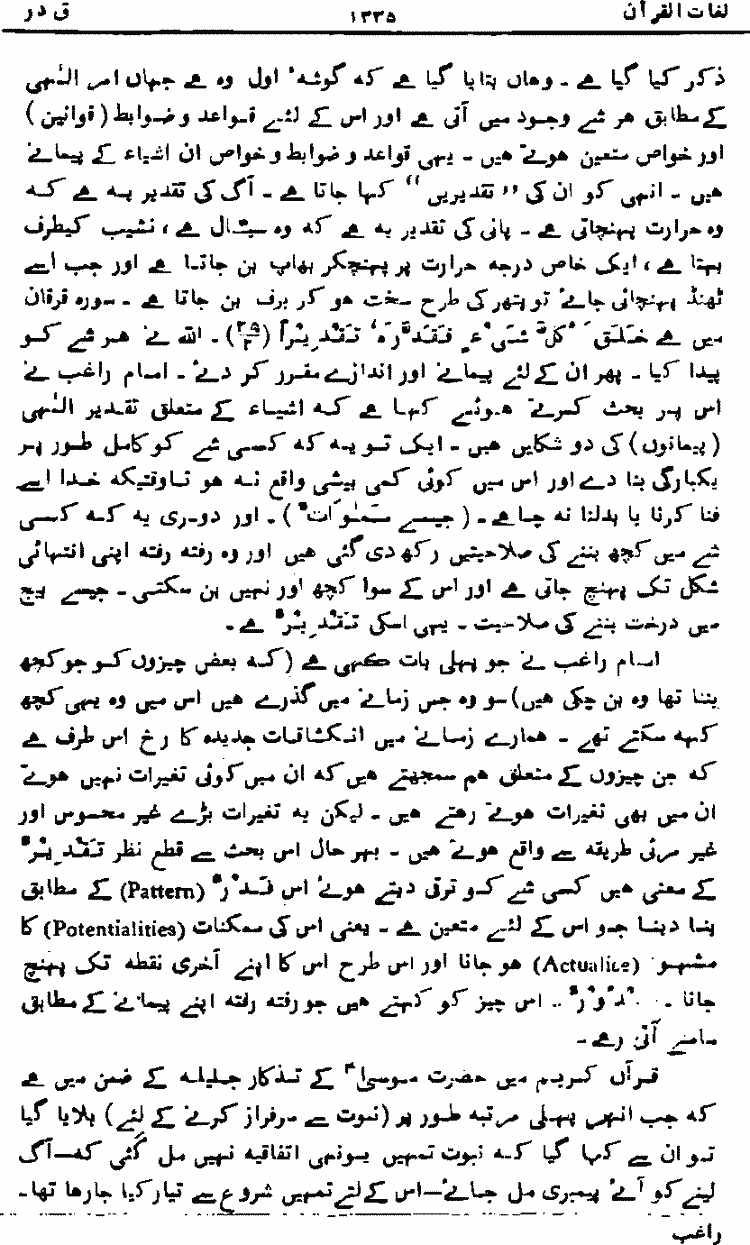 لغات القرآن ۱۳۳۵ ق د ر
ذکر کیا گیا ہے ۔ وہاں بتایا گیا ہے کہ گوشہٴ اول وہ ہے جہاں امر الٰہی
کے مطابق ہر شے وجود میں آتی ہے اور اس کے لئے قواعد و ضوابط (قوانین)
اور خواص متعین ہوتے ہیں ۔ یہی قواعد و ضوابط و خواص ان اشیاء کے پیمانے
ہیں ۔ انہی کو ان کی ”تقدیریں“ کہا جاتا ہے ۔ آگ کی تقدیر یہ ہے کہ
وہ حرارت پہنچاتی ہے ۔ پانی کی تقدیر یہ ہے کہ وہ سیّال ہے ، نشیب کیطرف
بہتا ہے ، ایک خاص درجہ حرارت پر پہنچکر بھاپ بن جاتا ہے اور جب اسے
ٹھنڈ پہنچائی جائے تو پتھر کی طرح سخت ہو کر برف بن جاتا ہے ۔ سورہ فرقان
میں ہے خَلَقَ کُلَّ شَیْءٍ فَقَدَّرَہٗ تَقْدِیْراً (۲۵/۲) ۔ اللہ نے ہر شے کو
پیدا کیا ۔ پھر ان کے لئے پیمانے اور اندازے مقرر کر دئے ۔ امام راغب نے
اس پر بحث کرتے ہوئے کہا ہے کہ اشیاء کے متعلق تقدیر الٰہی
(پیمانوں) کی دو شکلیں ہیں ۔ ایک تو یہ کہ کسی شے کو کامل طور پر
یکبارگی بنا دے اور اس میں کوئی کمی بیشی واقع نہ ہو تاوقتیکہ خدا اسے
فنا کرنا یا بدلنا نہ چاہے ۔ (جیسے سَمٰوَاتٌ) ۔ اور دوسری یہ کہ کسی
شے میں کچھ بننے کی صلاحیتیں رکھ دی گئی ہیں اور وہ رفتہ رفتہ اپنی انتہائی
شکل تک پہنچ جاتی ہے اور اس کے سوا کچھ اور نہیں بن سکتی ۔ جیسے بیج
میں درخت بننے کی صلاحیت ۔ یہی اسکی تَقْدِیْرٌ ہے ۔
امام راغب نے جو پہلی بات کہی ہے (کہ بعض چیزوں کو جو کچھ
بننا تھا وہ بن چکی ہیں) سو وہ جس زمانے میں گذرے ہیں اس میں وہ یہی کچھ
کہہ سکتے تھے ۔ ہمارے زمانے میں انکشافات جدیدہ کا رخ اس طرف ہے
کہ جن چیزوں کے متعلق ہم سمجھتے ہیں کہ ان میں کوئی تغیرات نہیں ہوتے
ان میں بھی تغیرات ہوتے رہتے ہیں ۔ لیکن یہ تغیرات بڑے غیر محسوس اور
غیر مرئی طریقہ سے واقع ہوتے ہیں ۔ بہر حال اس بحث سے قطع نظر تَقْدِیْرٌ
کے معنی ہیں کسی شے کو ترقی دیتے ہوئے اس قَدْرٌ (Pattern) کے مطابق
بنا دینا جو اس کے لئے متعین ہے ۔ یعنی اس کی ممکنات (Potentialities) کا
مشہود (Actualise) ہو جانا اور اس طرح اس کا اپنے آخری نقطہ تک پہنچ
جانا ۔ اس چیز کو کہتے ہیں جو رفتہ رفتہ اپنے پیمانے کے مطابق
سامنے آتی رہے ۔
قرآن کریم میں حضرت موسیٰؑ کے تذکار جلیلہ کے ضمن میں ہے
کہ جب انہیں پہلی مرتبہ طور پر (نبوت سے سرفراز کرنے کے لئے) بلایا گیا
تو ان سے کہا گیا کہ نبوت تمہیں یونہی اتفاقیہ نہیں مل گئی کہ—آگ
لینے کو آئے پیمبری مل جائے—اس کے لئے تمہیں شروع سے تیار کیا جارہا تھا ۔
راغب